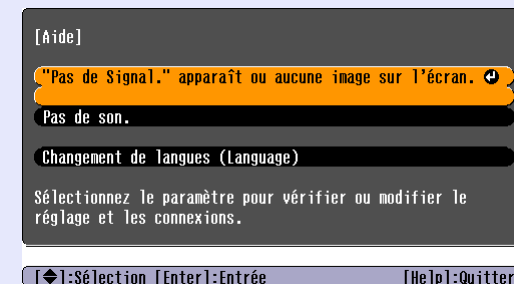 [Aide]
"Pas de Signal." apparaît ou aucune image sur l'écran.
Pas de son.
Changement de langues (Language)
Sélectionnez le paramètre pour vérifier ou modifier le
réglage et les connexions.
[◆]:Sélection [Enter]:Entrée [Help]:Quitter